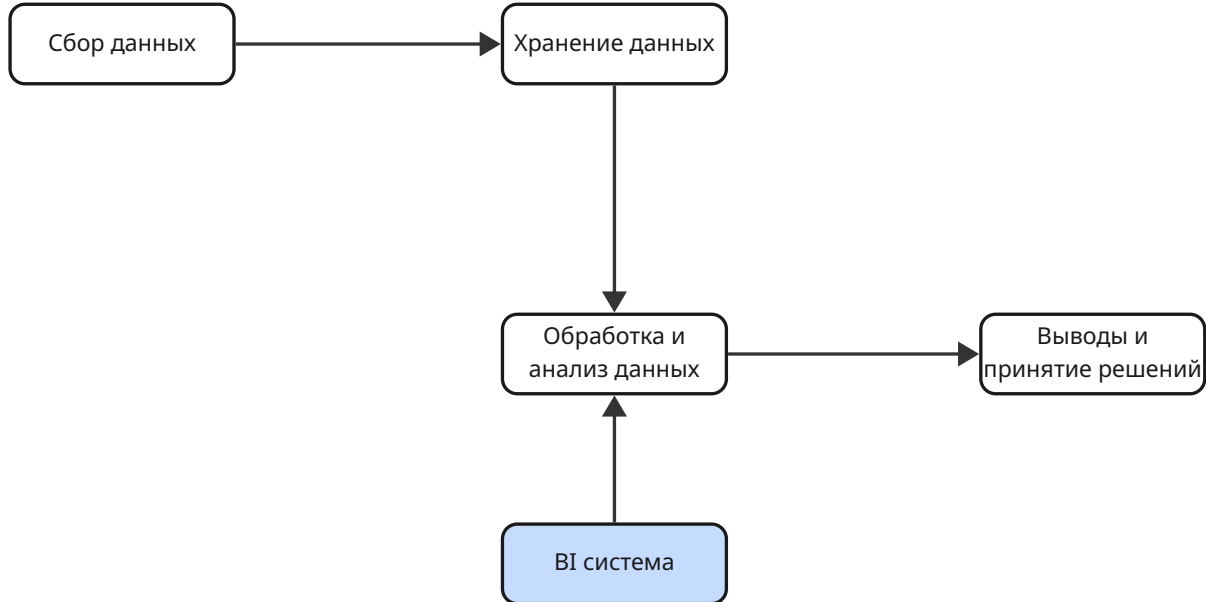 Сбор данных
Хранение данных
Обработка и
анализ данных
Выводы и
принятие решений
BI система